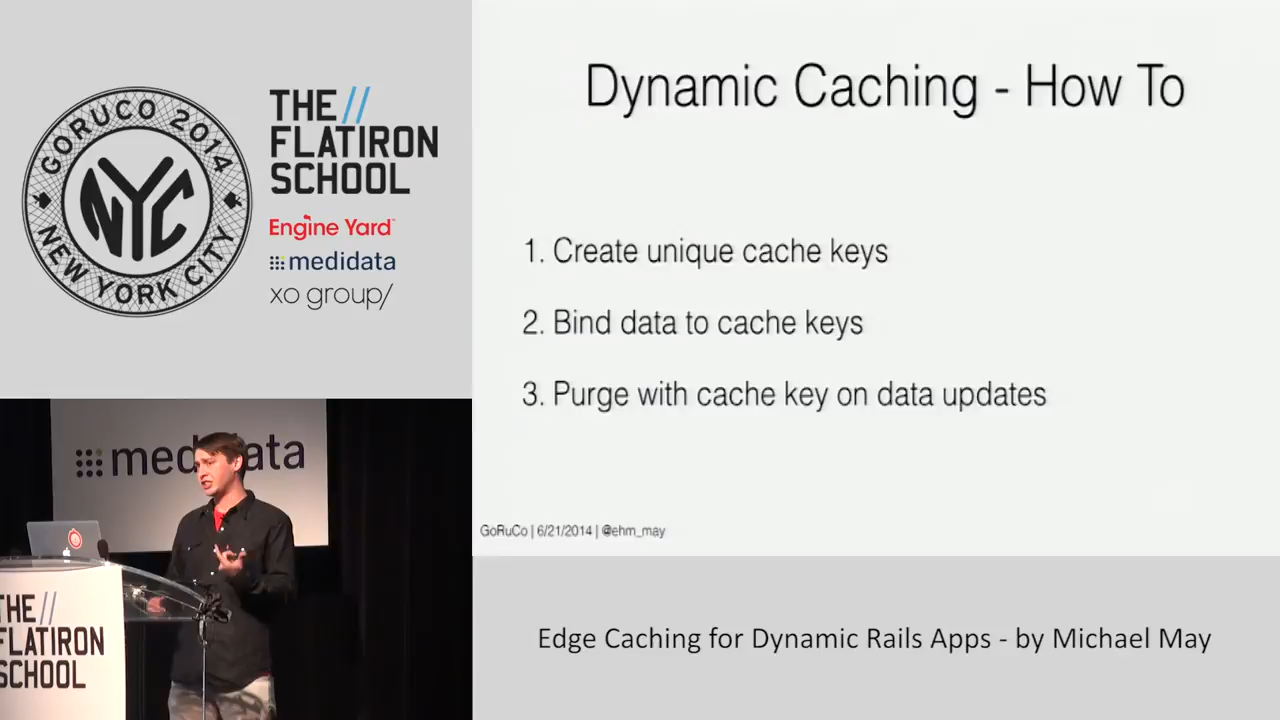 GORUCO 2014
NYC
NEW YORK CITY
THE //
FLATIRON
SCHOOL
Engine Yard
medidata
xo group/
Dynamic Caching - How To
1. Create unique cache keys
2. Bind data to cache keys
3. Purge with cache key on data updates
GoRuCo | 6/21/2014 | @ehm_may
medidata
THE //
FLATIRON
SCHOOL
Edge Caching for Dynamic Rails Apps - by Michael May